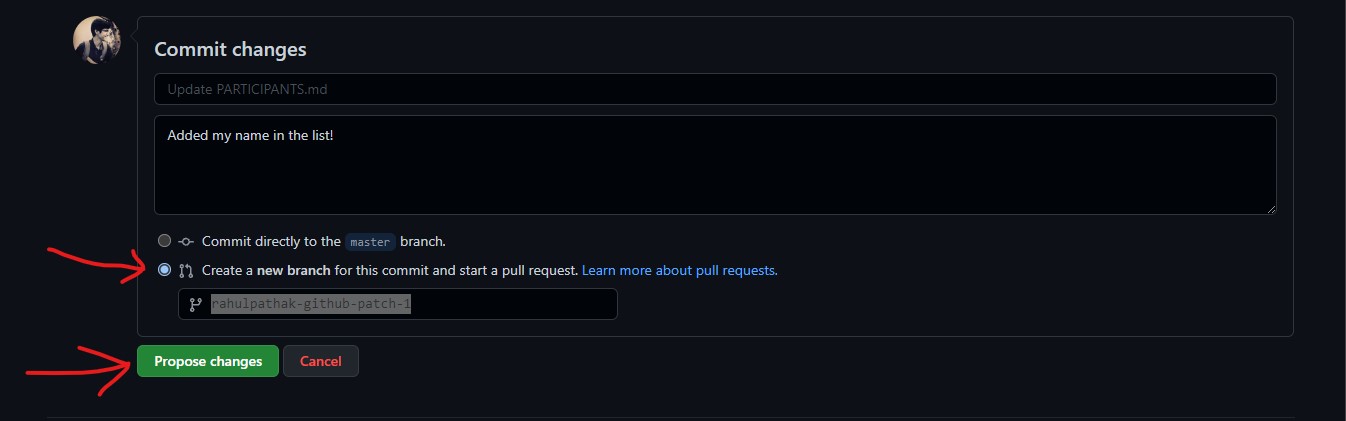 Commit changes
Update PARTICIPANTS.md
Added my name in the list!
Commit directly to the master branch.
Create a new branch for this commit and start a pull request. Learn more about pull requests.
rahulpathak-github-patch-1
Propose changes
Cancel